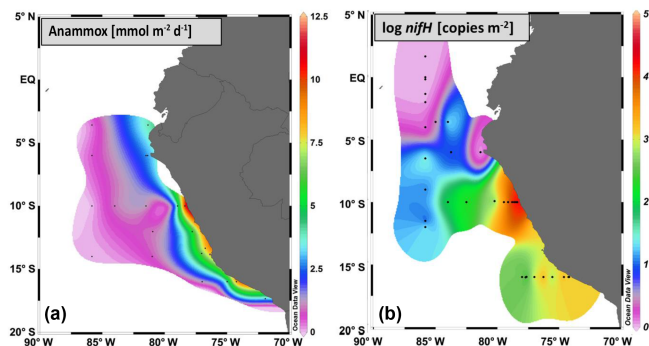 Anammox [mmol m⁻² d⁻¹]
5° N
EQ
5° S
10° S
15° S
20° S
90° W
85° W
80° W
75° W
70° W
12.5
10
7.5
5
2.5
0
Ocean Data View
(a)
log nifH [copies m⁻²]
5° N
EQ
5° S
10° S
15° S
20° S
90° W
85° W
80° W
75° W
70° W
5
4
3
2
1
0
Ocean Data View
(b)